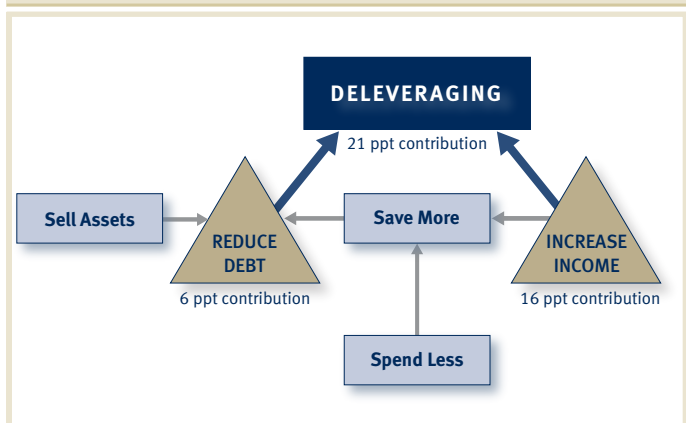 DELEVERAGING
21 ppt contribution
Sell Assets
REDUCE
DEBT
6 ppt contribution
Save More
INCREASE
INCOME
16 ppt contribution
Spend Less